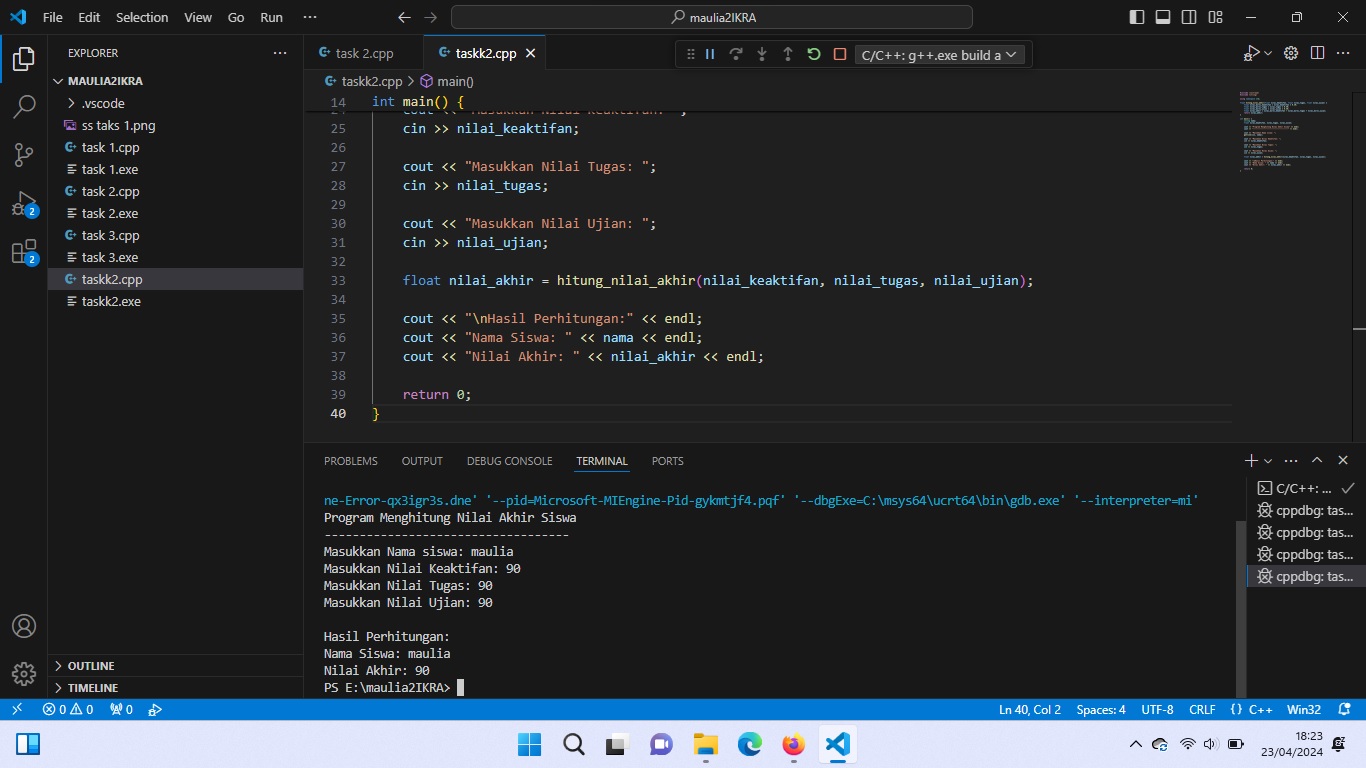 File Edit Selection View Go Run ··· maulia2IKRA
EXPLORER ···
MAULIA2IKRA
.vscode
ss taks 1.png
task 1.cpp
task 1.exe
task 2.cpp
task 2.exe
task 3.cpp
task 3.exe
taskk2.cpp
taskk2.exe
OUTLINE
TIMELINE
2
2
task 2.cpp taskk2.cpp C/C++: g++.exe build a
taskk2.cpp > main()
14 int main() {
25 cin >> nilai_keaktifan;
26
27 cout << "Masukkan Nilai Tugas: ";
28 cin >> nilai_tugas;
29
30 cout << "Masukkan Nilai Ujian: ";
31 cin >> nilai_ujian;
32
33 float nilai_akhir = hitung_nilai_akhir(nilai_keaktifan, nilai_tugas, nilai_ujian);
34
35 cout << "\nHasil Perhitungan:" << endl;
36 cout << "Nama Siswa: " << nama << endl;
37 cout << "Nilai Akhir: " << nilai_akhir << endl;
38
39 return 0;
40 }
PROBLEMS OUTPUT DEBUG CONSOLE TERMINAL PORTS
ne-Error-qx3igr3s.dne' '--pid=Microsoft-MIEngine-Pid-gykmtjf4.pqf' '--dbgExe=C:\msys64\ucrt64\bin\gdb.exe' '--interpreter=mi'
Program Menghitung Nilai Akhir Siswa
----------------------------------
Masukkan Nama siswa: maulia
Masukkan Nilai Keaktifan: 90
Masukkan Nilai Tugas: 90
Masukkan Nilai Ujian: 90
Hasil Perhitungan:
Nama Siswa: maulia
Nilai Akhir: 90
PS E:\maulia2IKRA>
C/C++: ...
cppdbg: tas...
cppdbg: tas...
cppdbg: tas...
cppdbg: tas...
0 0 0 Ln 40, Col 2 Spaces: 4 UTF-8 CRLF {} C++ Win32
18:23
23/04/2024